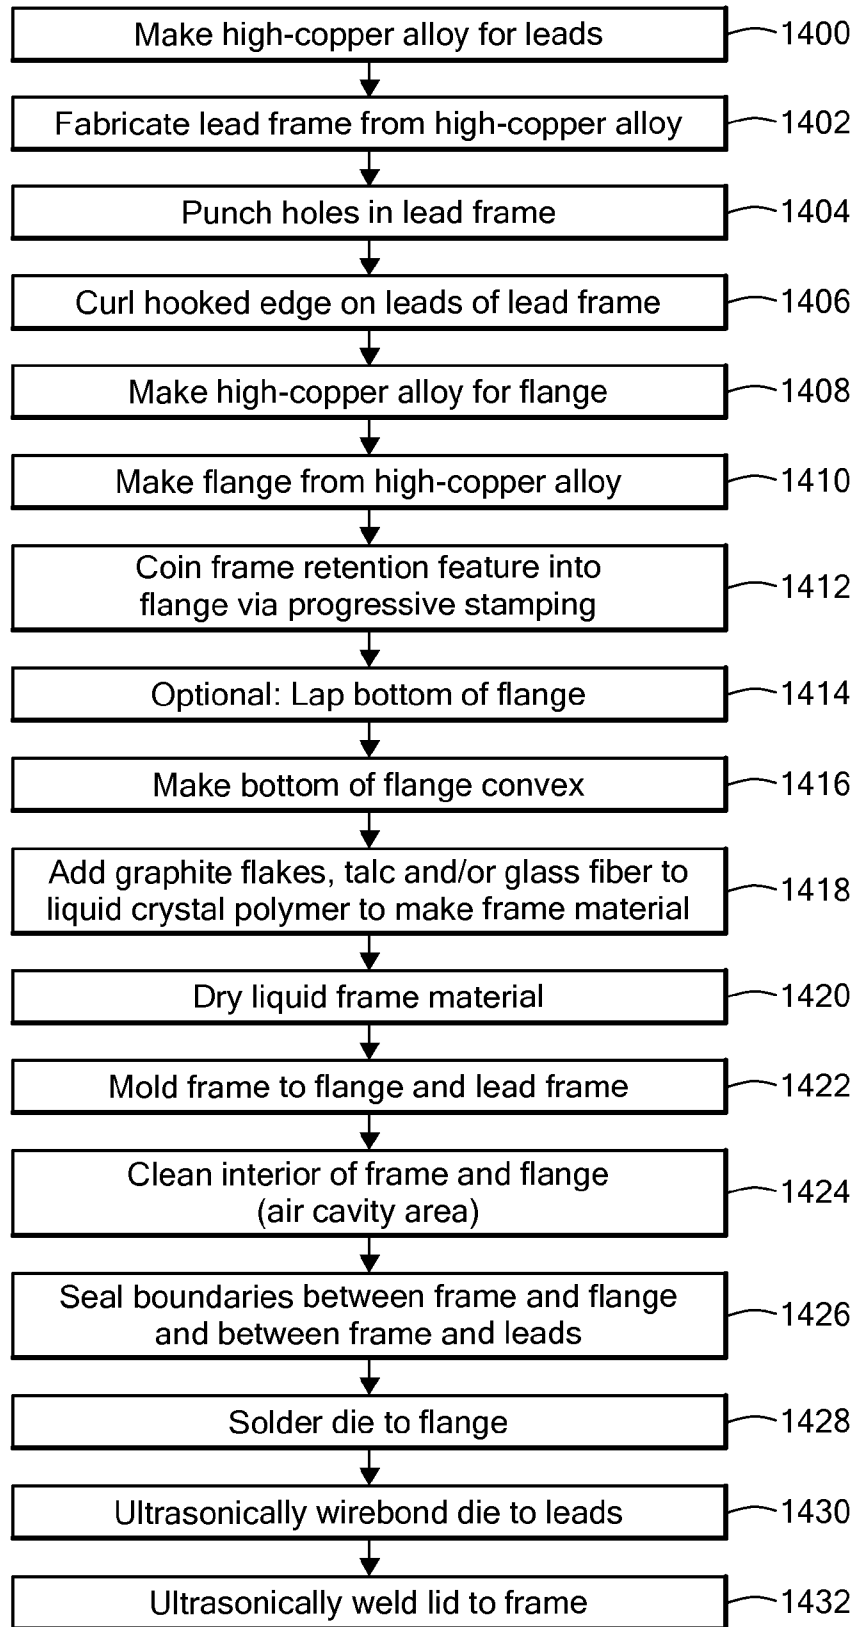 Make high-copper alloy for leads 1400
Fabricate lead frame from high-copper alloy 1402
Punch holes in lead frame 1404
Curl hooked edge on leads of lead frame 1406
Make high-copper alloy for flange 1408
Make flange from high-copper alloy 1410
Coin frame retention feature into
flange via progressive stamping
1412
Optional: Lap bottom of flange 1414
Make bottom of flange convex 1416
Add graphite flakes, talc and/or glass fiber to
liquid crystal polymer to make frame material
1418
Dry liquid frame material 1420
Mold frame to flange and lead frame 1422
Clean interior of frame and flange
(air cavity area)
1424
Seal boundaries between frame and flange
and between frame and leads
1426
Solder die to flange 1428
Ultrasonically wirebond die to leads 1430
Ultrasonically weld lid to frame 1432